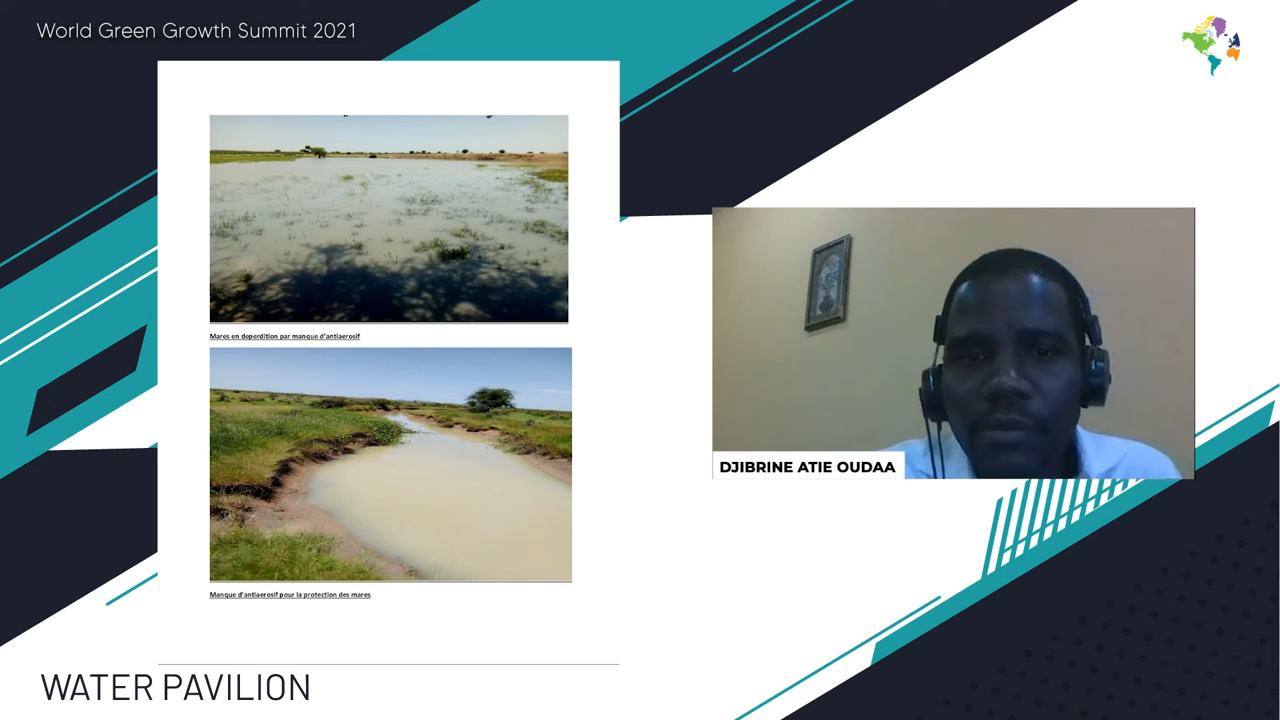 World Green Growth Summit 2021
Mares en deperdition par manque d'antiaerosif
Manque d'antiaerosif pour la protection des mares
DJIBRINE ATIE OUDAA
WATER PAVILION